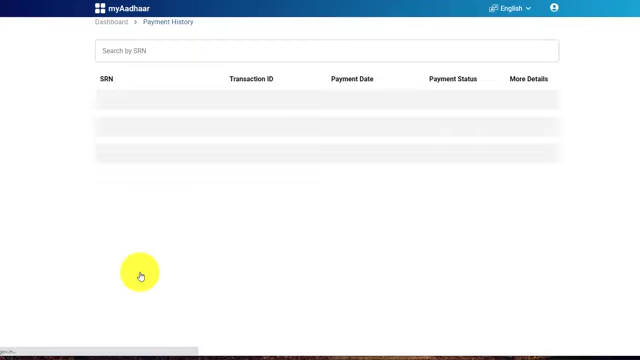 myAadhaar
English
Dashboard > Payment History
Search by SRN
SRN Transaction ID Payment Date Payment Status More Details